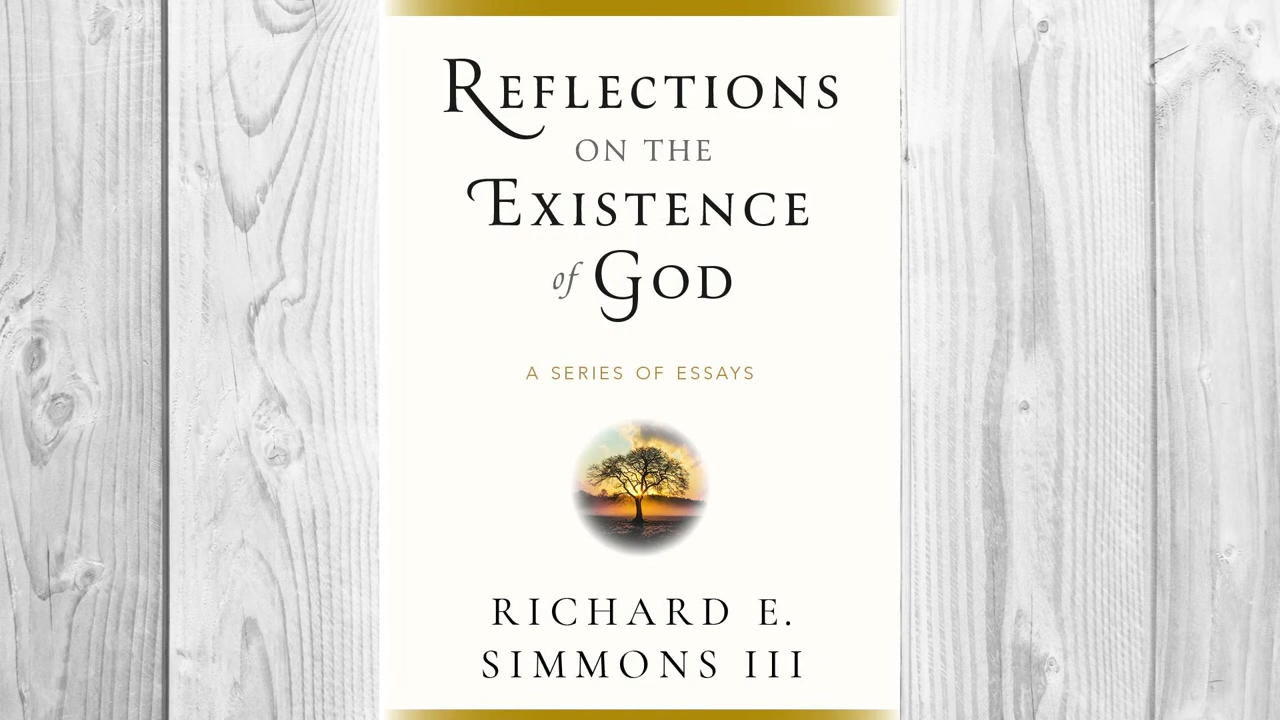 REFLECTIONS
ON THE
EXISTENCE
of GOD
A SERIES OF ESSAYS
RICHARD E.
SIMMONS III